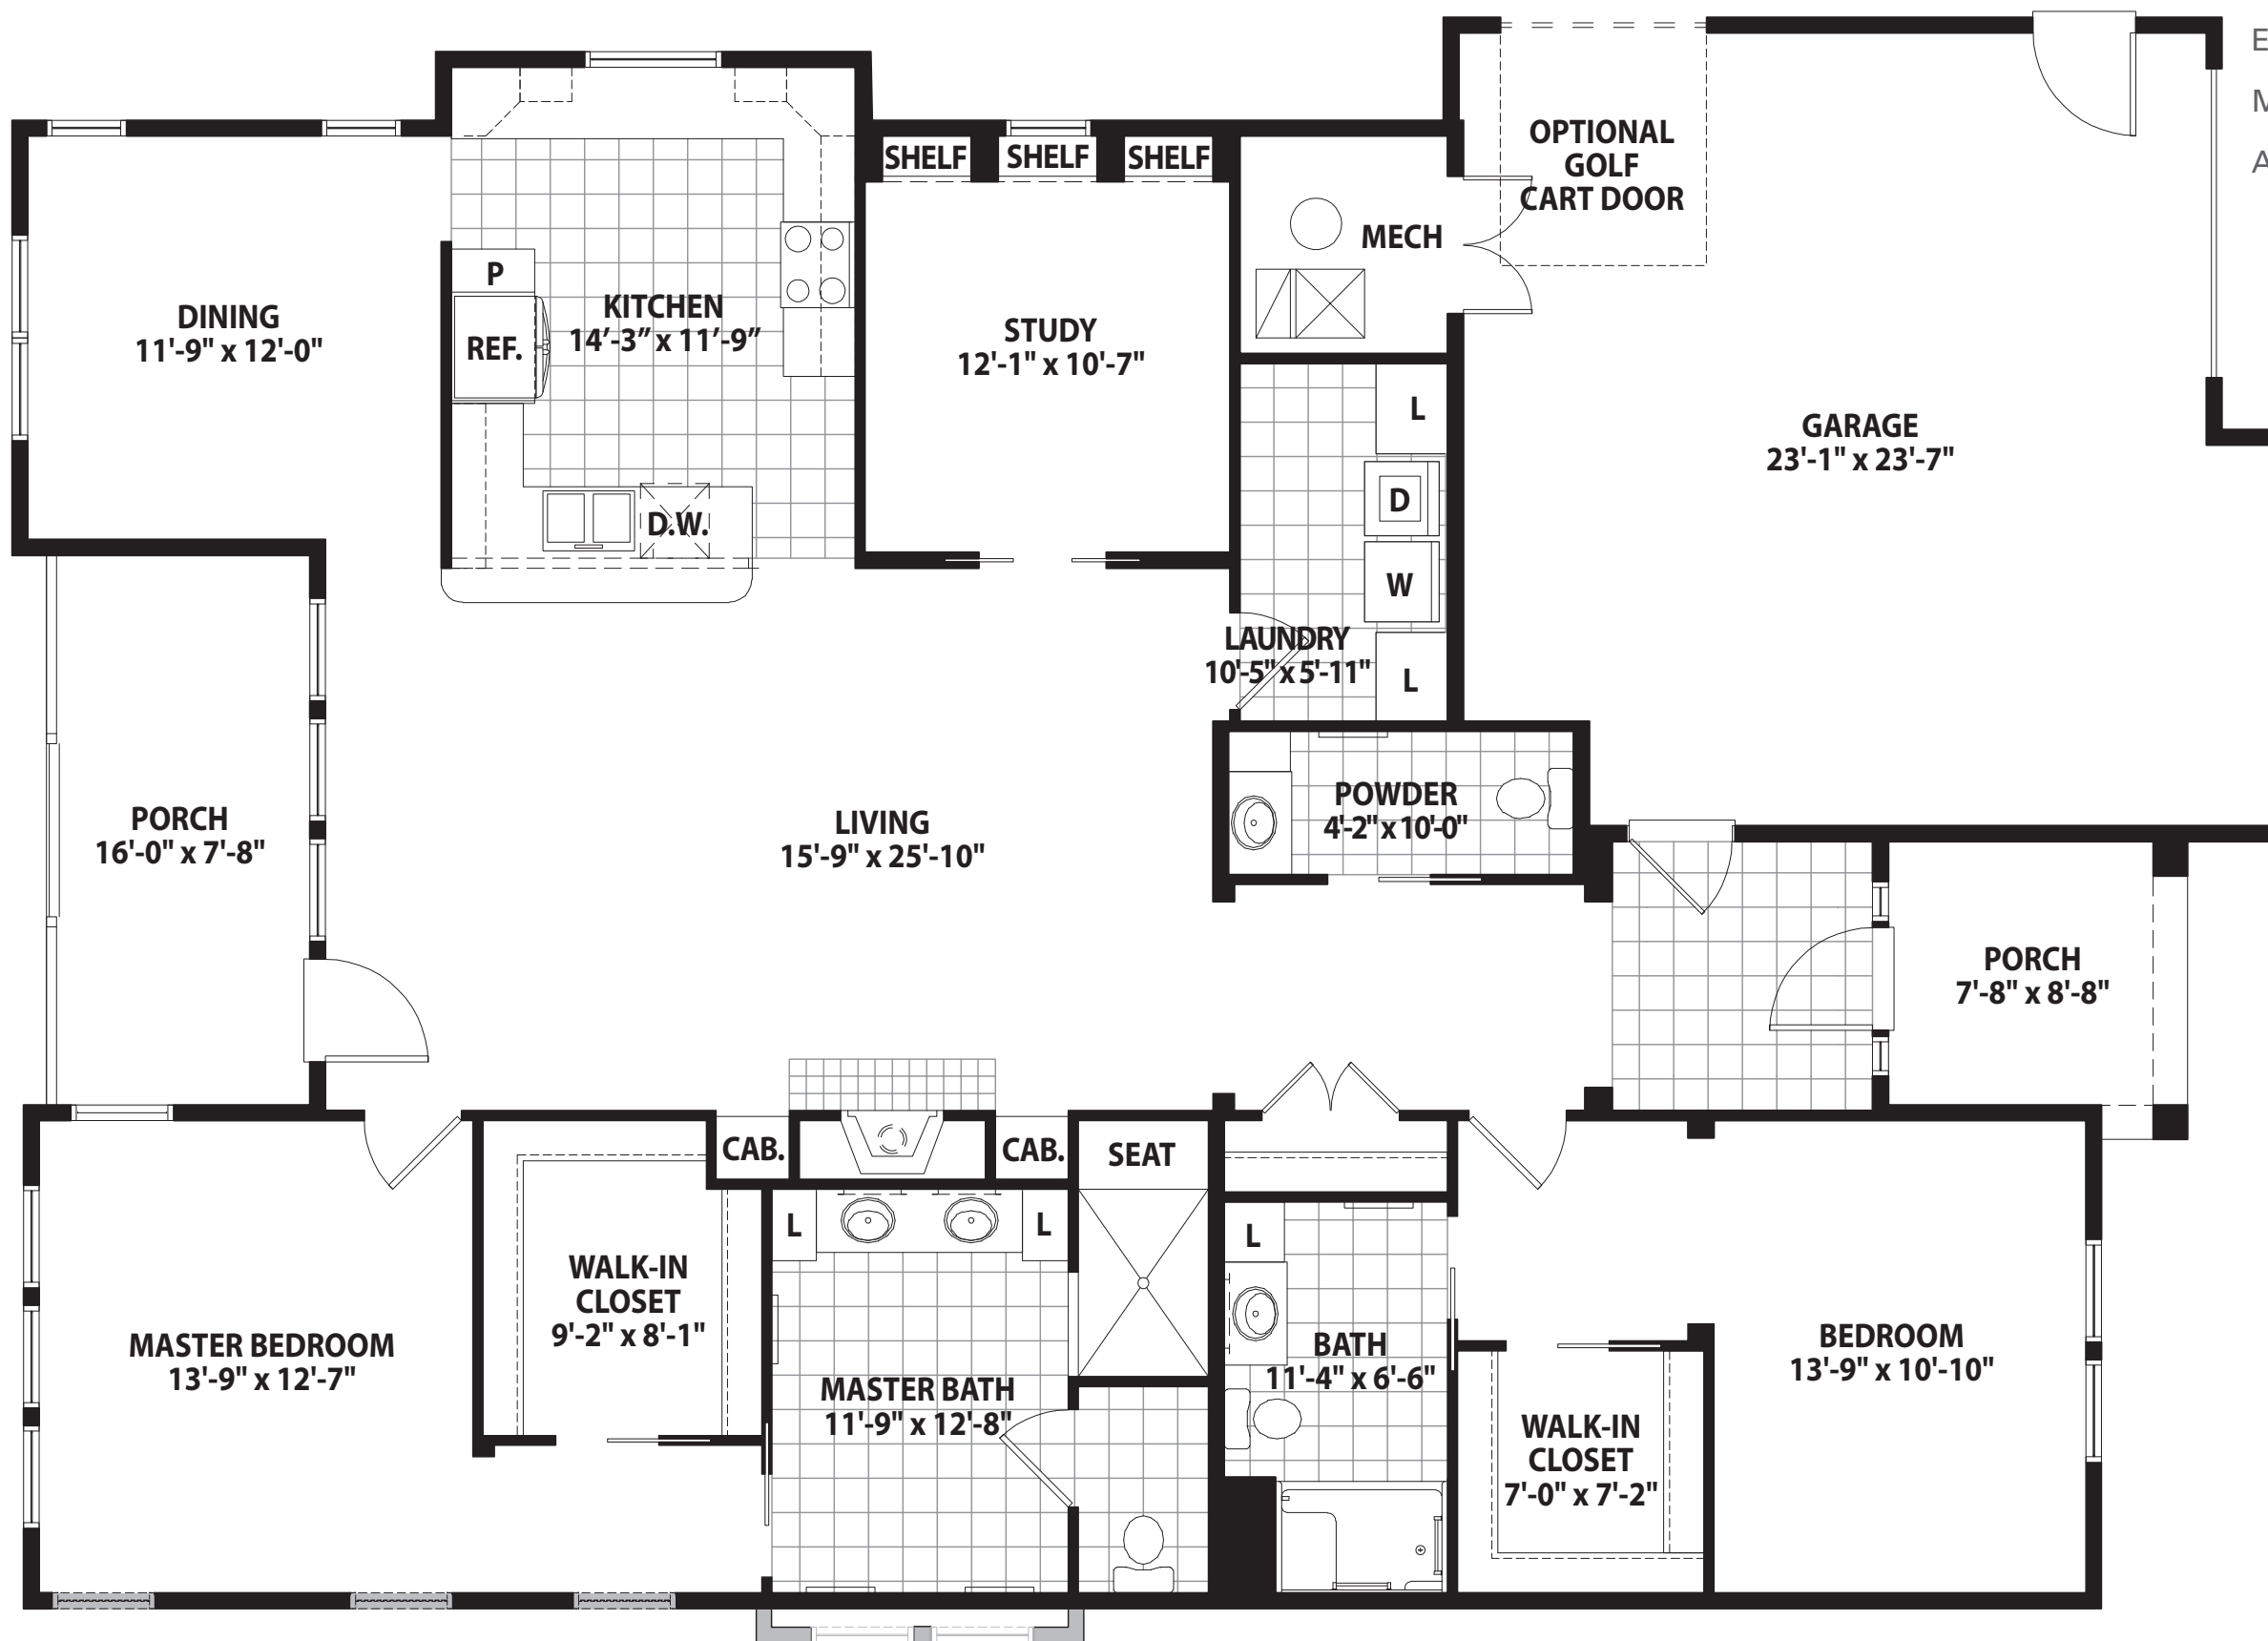 OPTIONAL
GOLF
CART DOOR
E
M
A
SHELF
SHELF
SHELF
MECH
P
REF.
DINING
11'-9" x 12'-0"
KITCHEN
14'-3" x 11'-9"
STUDY
12'-1" x 10'-7"
L
D
W
L
GARAGE
23'-1" x 23'-7"
D.W.
LAUNDRY
10'-5" x 5'-11"
POWDER
4'-2" x 10'-0"
PORCH
16'-0" x 7'-8"
LIVING
15'-9" x 25'-10"
PORCH
7'-8" x 8'-8"
CAB.
CAB.
SEAT
L
L
L
WALK-IN
CLOSET
9'-2" x 8'-1"
MASTER BEDROOM
13'-9" x 12'-7"
MASTER BATH
11'-9" x 12'-8"
BATH
11'-4" x 6'-6"
BEDROOM
13'-9" x 10'-10"
WALK-IN
CLOSET
7'-0" x 7'-2"